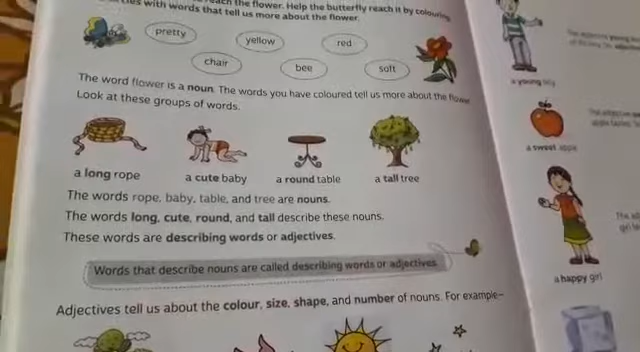 reach the flower. Help the butterfly reach it by colouring
with words that tell us more about the flower.
pretty
yellow
red
chair
bee
soft
The word flower is a noun. The words you have coloured tell us more about the flower
Look at these groups of words.
a long rope
a cute baby
a round table
a tall tree
The words rope, baby, table, and tree are nouns.
The words long, cute, round, and tall describe these nouns.
These words are describing words or adjectives.
Words that describe nouns are called describing words or adjectives
Adjectives tell us about the colour, size, shape, and number of nouns. For example–
a young boy
a sweet apple
a happy girl